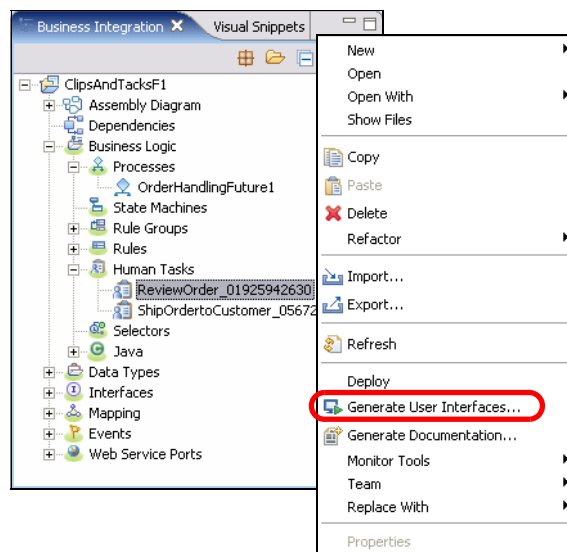 Business Integration
Visual Snippets
ClipsAndTacksF1
Assembly Diagram
Dependencies
Business Logic
Processes
OrderHandlingFuture1
State Machines
Rule Groups
Rules
Human Tasks
ReviewOrder_01925942630
ShipOrdertoCustomer_05672
Selectors
Java
Data Types
Interfaces
Mapping
Events
Web Service Ports
New
Open
Open With
Show Files
Copy
Paste
Delete
Refactor
Import...
Export...
Refresh
Deploy
Generate User Interfaces...
Generate Documentation...
Monitor Tools
Team
Replace With
Properties